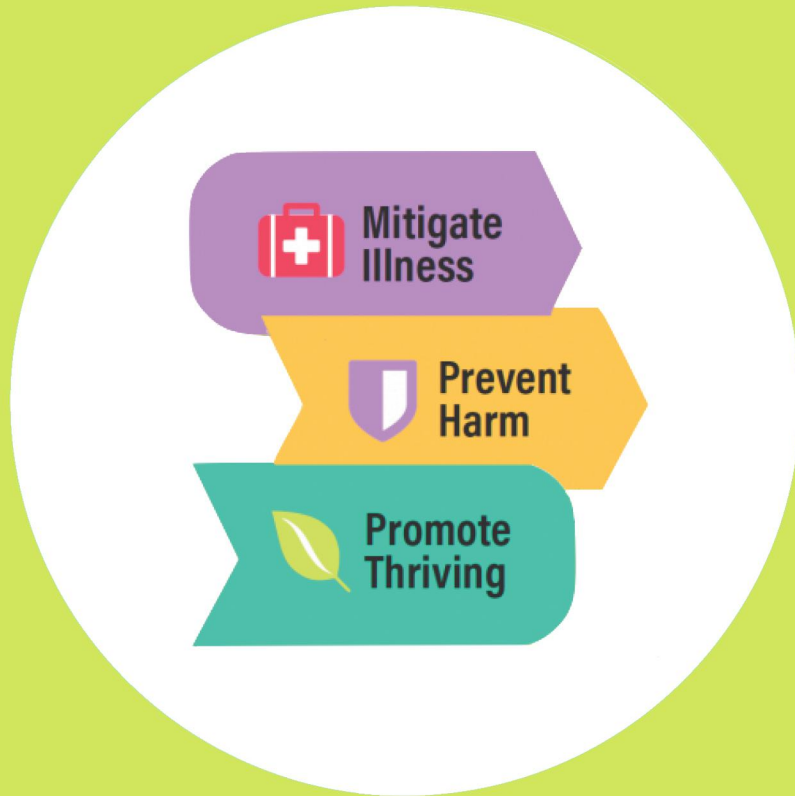 Mitigate
Illness
Prevent
Harm
Promote
Thriving